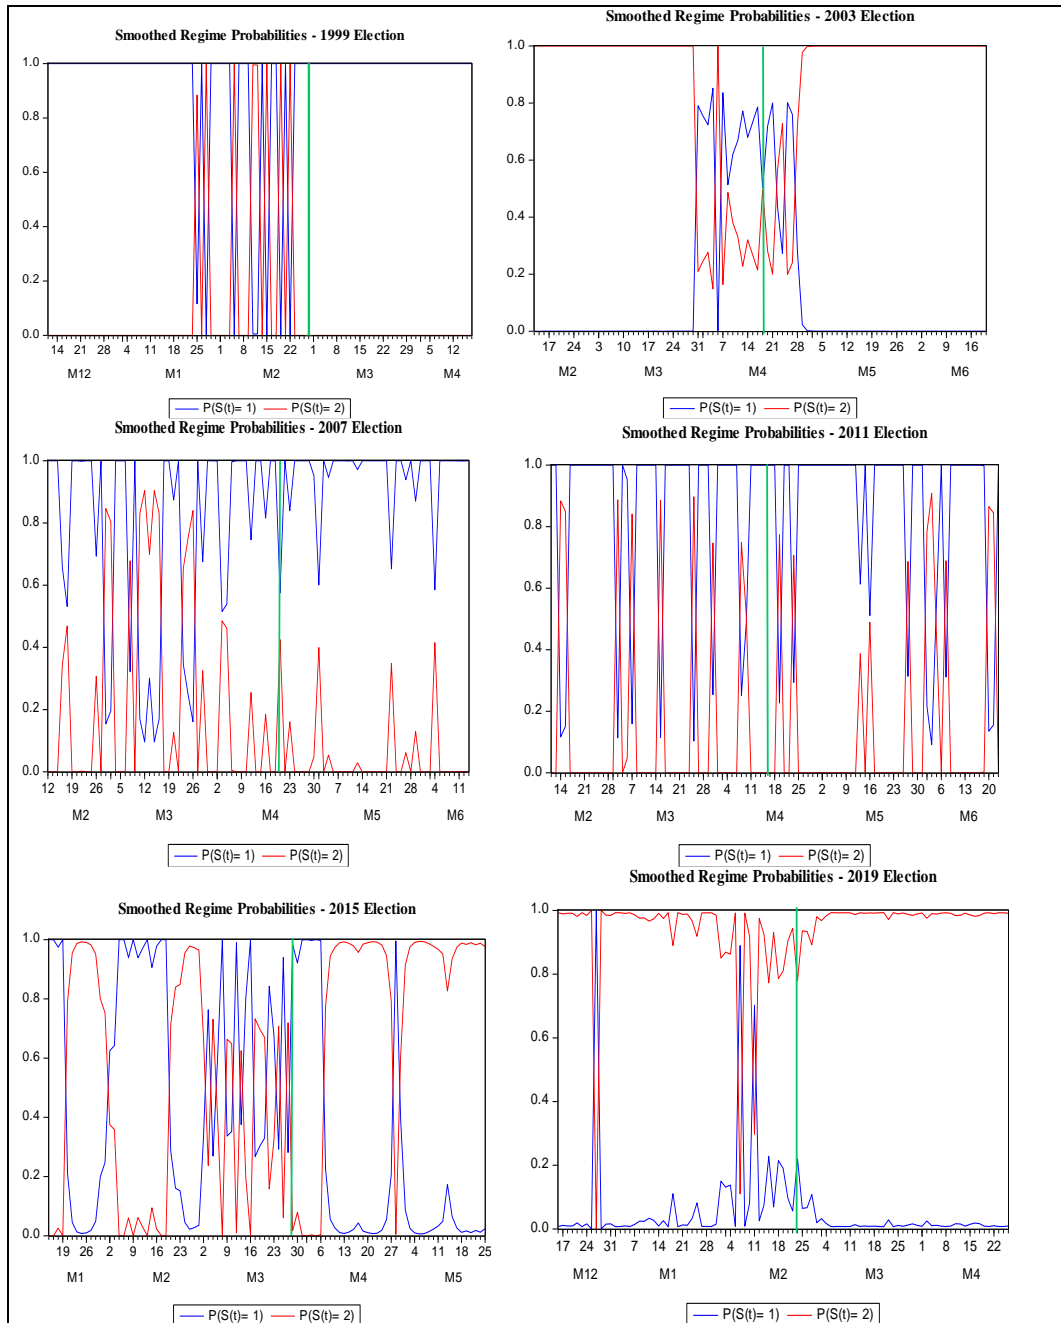 Smoothed Regime Probabilities - 1999 Election
1.0
0.8
0.6
0.4
0.2
0.0
14 21 28 4 11 18 25 1 8 15 22 1 8 15 22 29 5 12
M12 M1 M2 M3 M4
P(S(t)= 1) P(S(t)= 2)
Smoothed Regime Probabilities - 2003 Election
1.0
0.8
0.6
0.4
0.2
0.0
17 24 3 10 17 24 31 7 14 21 28 5 12 19 26 2 9 16
M2 M3 M4 M5 M6
P(S(t)= 1) P(S(t)= 2)
Smoothed Regime Probabilities - 2007 Election
1.0
0.8
0.6
0.4
0.2
0.0
12 19 26 5 12 19 26 2 9 16 23 30 7 14 21 28 4 11
M2 M3 M4 M5 M6
P(S(t)= 1) P(S(t)= 2)
Smoothed Regime Probabilities - 2011 Election
1.0
0.8
0.6
0.4
0.2
0.0
14 21 28 7 14 21 28 4 11 18 25 2 9 16 23 30 6 13 20
M2 M3 M4 M5 M6
P(S(t)= 1) P(S(t)= 2)
Smoothed Regime Probabilities - 2015 Election
1.0
0.8
0.6
0.4
0.2
0.0
19 26 2 9 16 23 2 9 16 23 30 6 13 20 27 4 11 18 25
M1 M2 M3 M4 M5
P(S(t)= 1) P(S(t)= 2)
Smoothed Regime Probabilities - 2019 Election
1.0
0.8
0.6
0.4
0.2
0.0
17 24 31 7 14 21 28 4 11 18 25 4 11 18 25 1 8 15 22
M12 M1 M2 M3 M4
P(S(t)= 1) P(S(t)= 2)